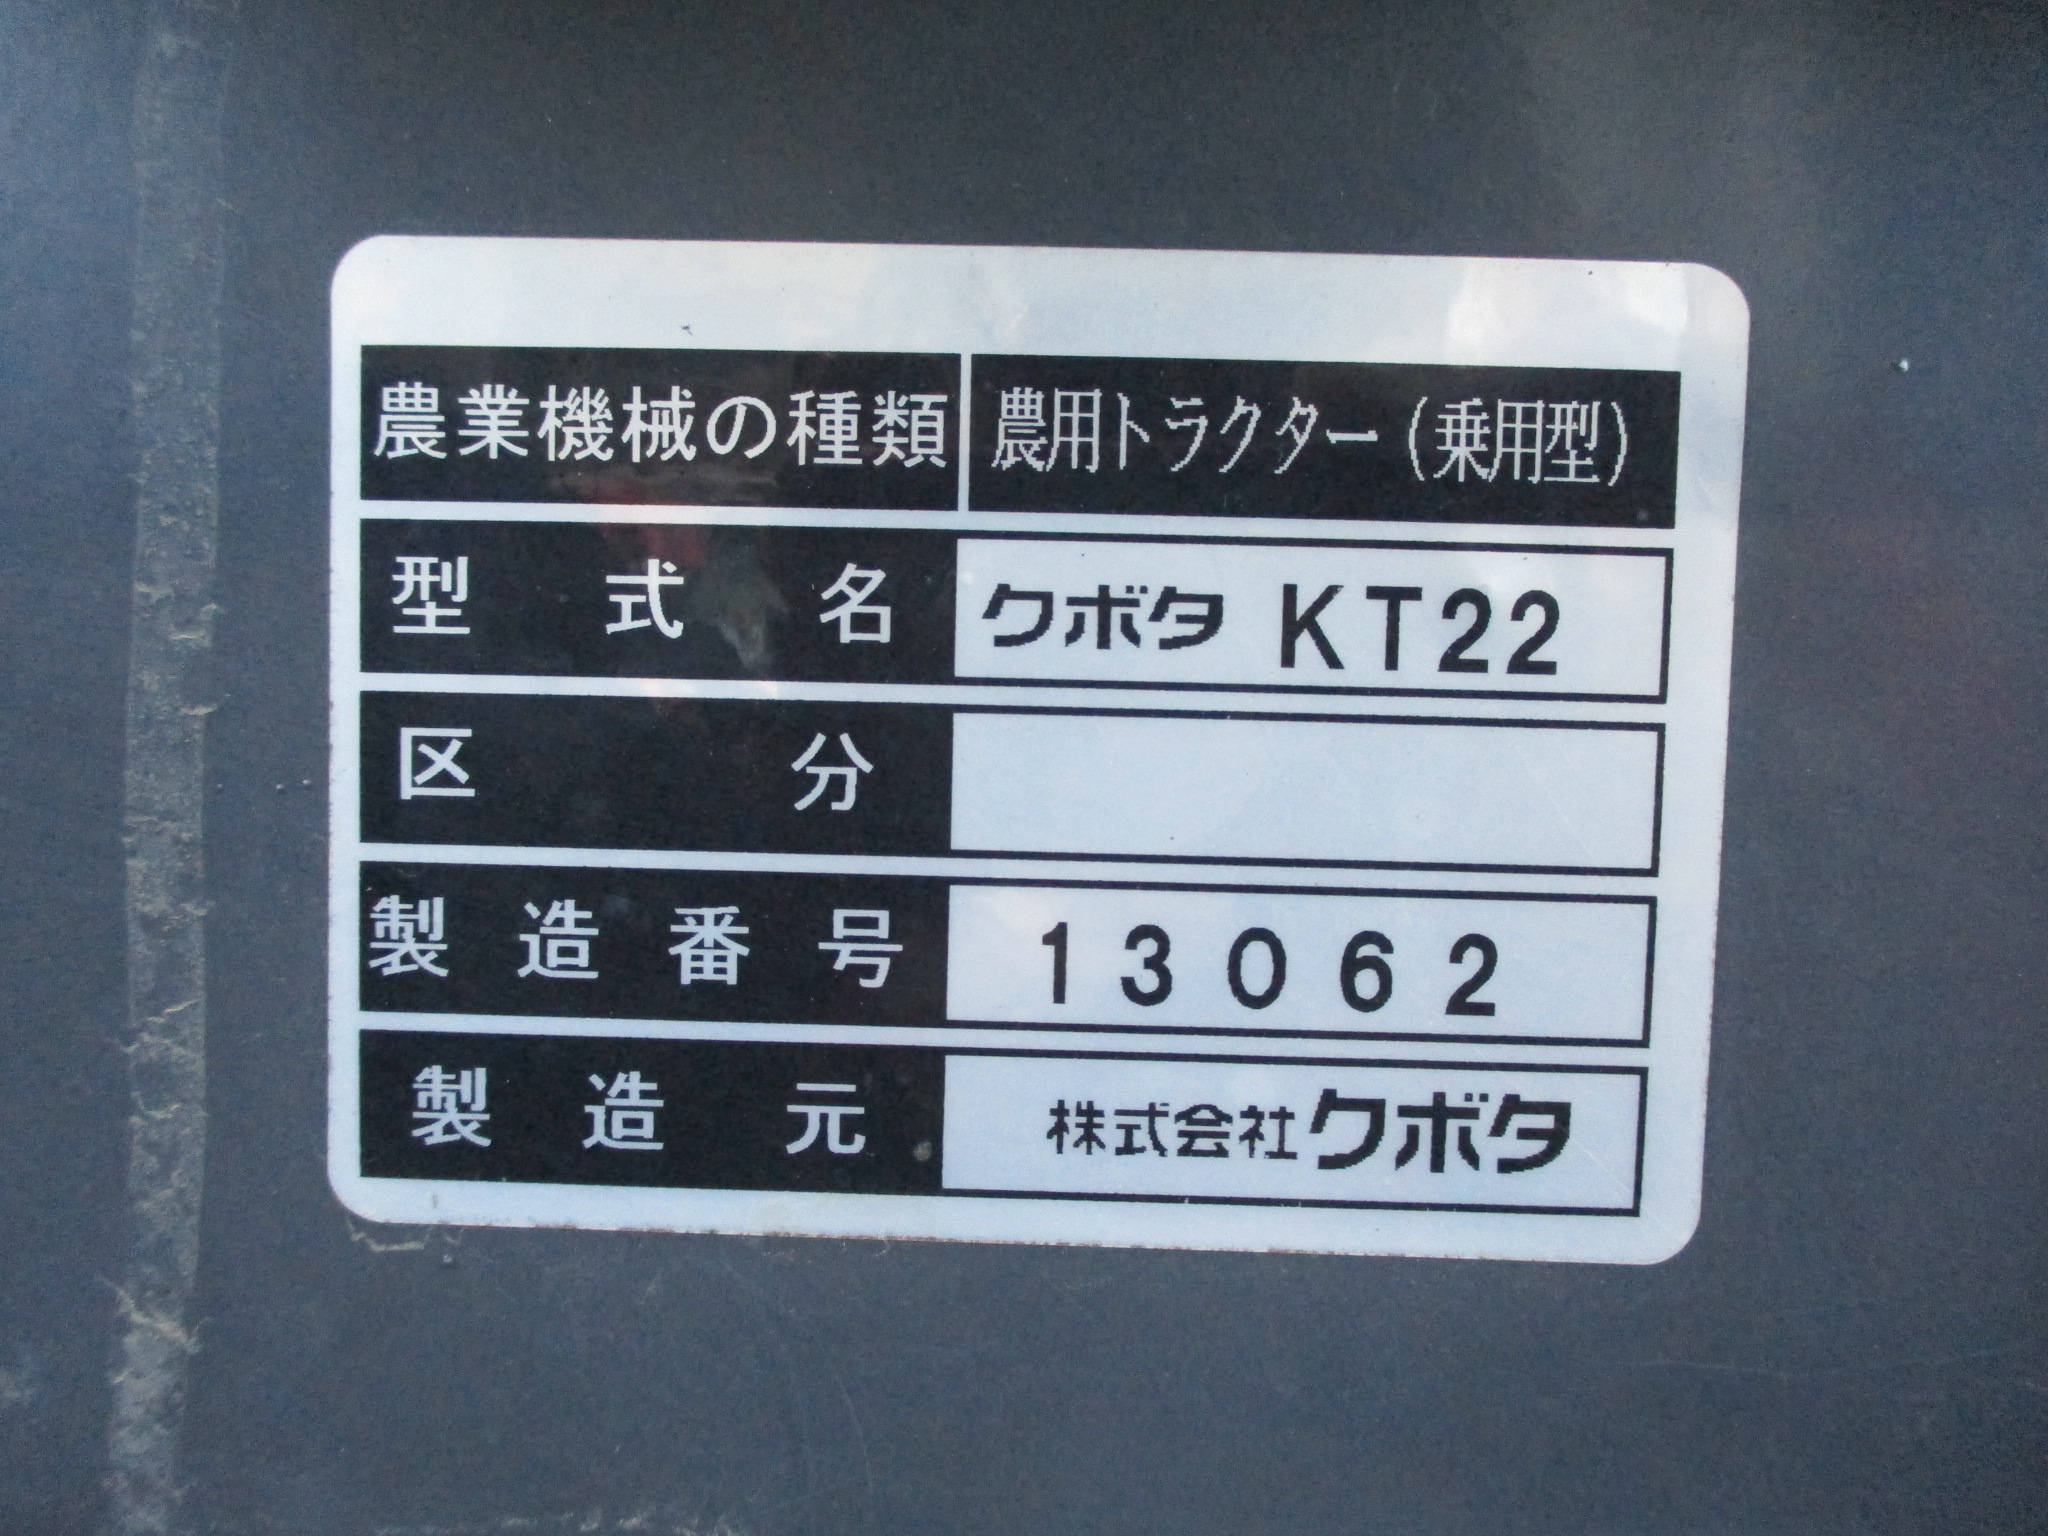 農業機械の種類 農用トラクター(乗用型)
型式名 クボタ KT22
区分
製造番号 13062
製造元 株式会社クボタ